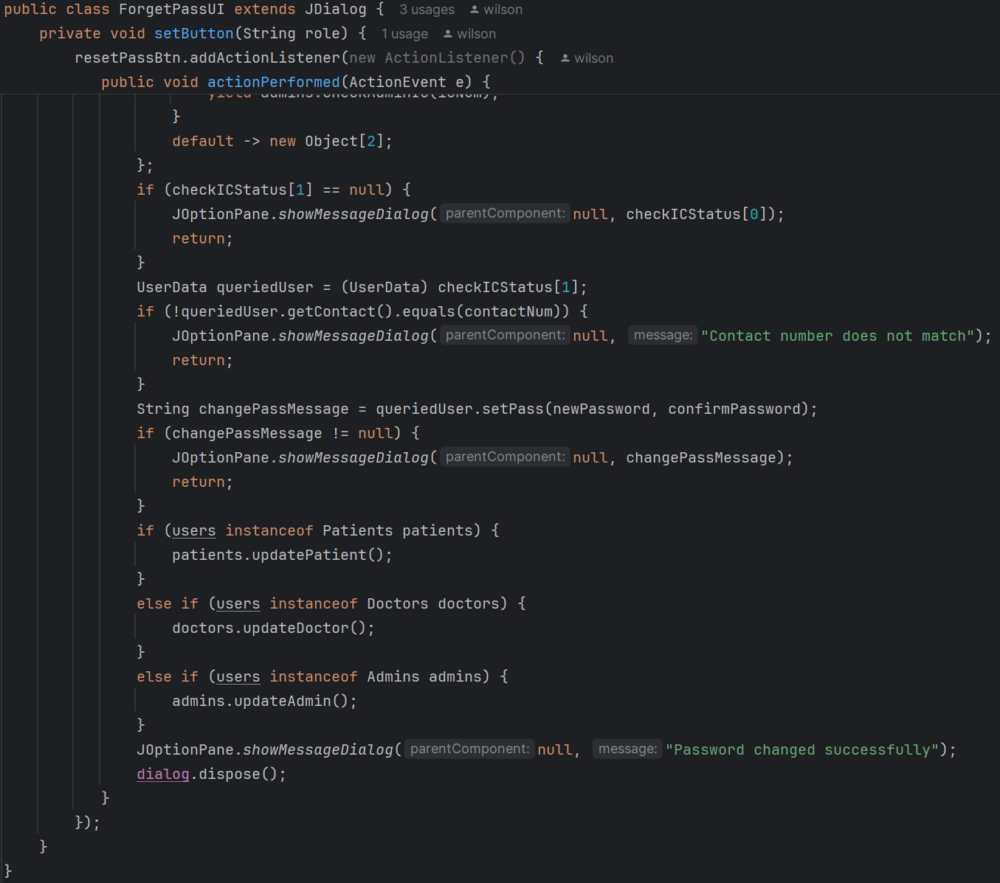 public class ForgetPassUI extends JDialog { 3 usages wilson
private void setButton(String role) { 1 usage wilson
resetPassBtn.addActionListener(new ActionListener() { wilson
public void actionPerformed(ActionEvent e) {
yield admins.checkAdminIC(icNum);
}
default -> new Object[2];
};
if (checkICStatus[1] == null) {
JOptionPane.showMessageDialog( parentComponent: null, checkICStatus[0]);
return;
}
UserData queriedUser = (UserData) checkICStatus[1];
if (!queriedUser.getContact().equals(contactNum)) {
JOptionPane.showMessageDialog( parentComponent: null, message: "Contact number does not match");
return;
}
String changePassMessage = queriedUser.setPass(newPassword, confirmPassword);
if (changePassMessage != null) {
JOptionPane.showMessageDialog( parentComponent: null, changePassMessage);
return;
}
if (users instanceof Patients patients) {
patients.updatePatient();
}
else if (users instanceof Doctors doctors) {
doctors.updateDoctor();
}
else if (users instanceof Admins admins) {
admins.updateAdmin();
}
JOptionPane.showMessageDialog( parentComponent: null, message: "Password changed successfully");
dialog.dispose();
}
});
}
}